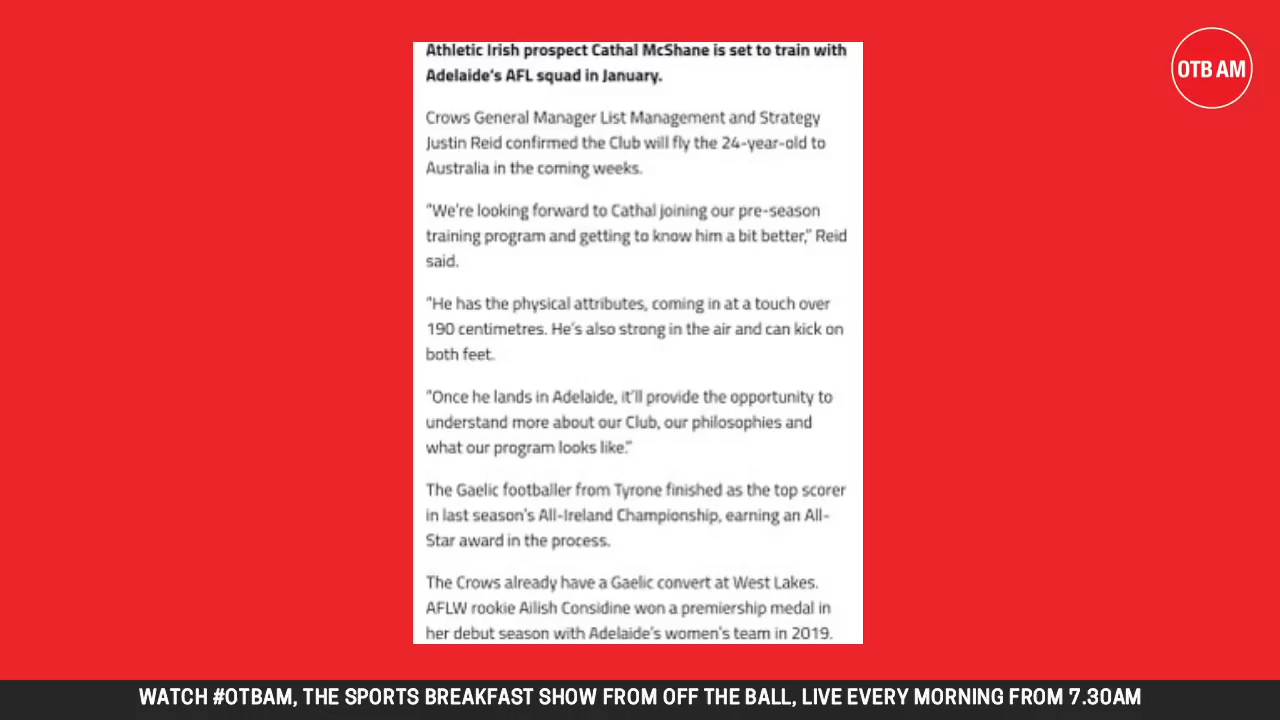 Athletic Irish prospect Cathal McShane is set to train with
Adelaide's AFL squad in January.
Crows General Manager List Management and Strategy
Justin Reid confirmed the Club will fly the 24-year-old to
Australia in the coming weeks.
"We're looking forward to Cathal joining our pre-season
training program and getting to know him a bit better," Reid
said.
"He has the physical attributes, coming in at a touch over
190 centimetres. He's also strong in the air and can kick on
both feet.
"Once he lands in Adelaide, it'll provide the opportunity to
understand more about our Club, our philosophies and
what our program looks like."
The Gaelic footballer from Tyrone finished as the top scorer
in last season's All-Ireland Championship, earning an All-
Star award in the process.
The Crows already have a Gaelic convert at West Lakes.
AFLW rookie Ailish Considine won a premiership medal in
her debut season with Adelaide's women's team in 2019.
OTB AM
WATCH #OTBAM, THE SPORTS BREAKFAST SHOW FROM OFF THE BALL, LIVE EVERY MORNING FROM 7.30AM